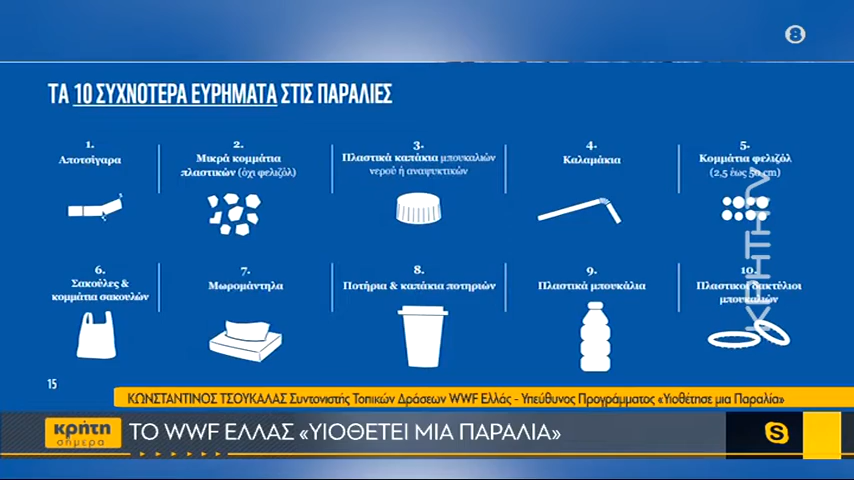 8
ΤΑ 10 ΣΥΧΝΟΤΕΡΑ ΕΥΡΗΜΑΤΑ ΣΤΙΣ ΠΑΡΑΛΙΕΣ
1.
Αποτσίγαρα
2.
Μικρά κομμάτια
πλαστικών (όχι φελιζόλ)
3.
Πλαστικά καπάκια μπουκαλιών
νερού ή αναψυκτικών
4.
Καλαμάκια
5.
Κομμάτια φελιζόλ
(2,5 έως 50 cm)
6.
Σακούλες &
κομμάτια σακουλών
7.
Μωρομάντηλα
8.
Ποτήρια & καπάκια ποτηριών
9.
Πλαστικά μπουκάλια
10.
Πλαστικοί δακτύλιοι
μπουκαλιών
ΚΡΗΤΗ TV
15
ΚΩΝΣΤΑΝΤΙΝΟΣ ΤΣΟΥΚΑΛΑΣ Συντονιστής Τοπικών Δράσεων WWF Ελλάς - Υπεύθυνος Προγράμματος «Υιοθέτησε μια Παραλία»
κρήτη
σήμερα
ΤΟ WWF ΕΛΛΑΣ «ΥΙΟΘΕΤΕΙ ΜΙΑ ΠΑΡΑΛΙΑ»